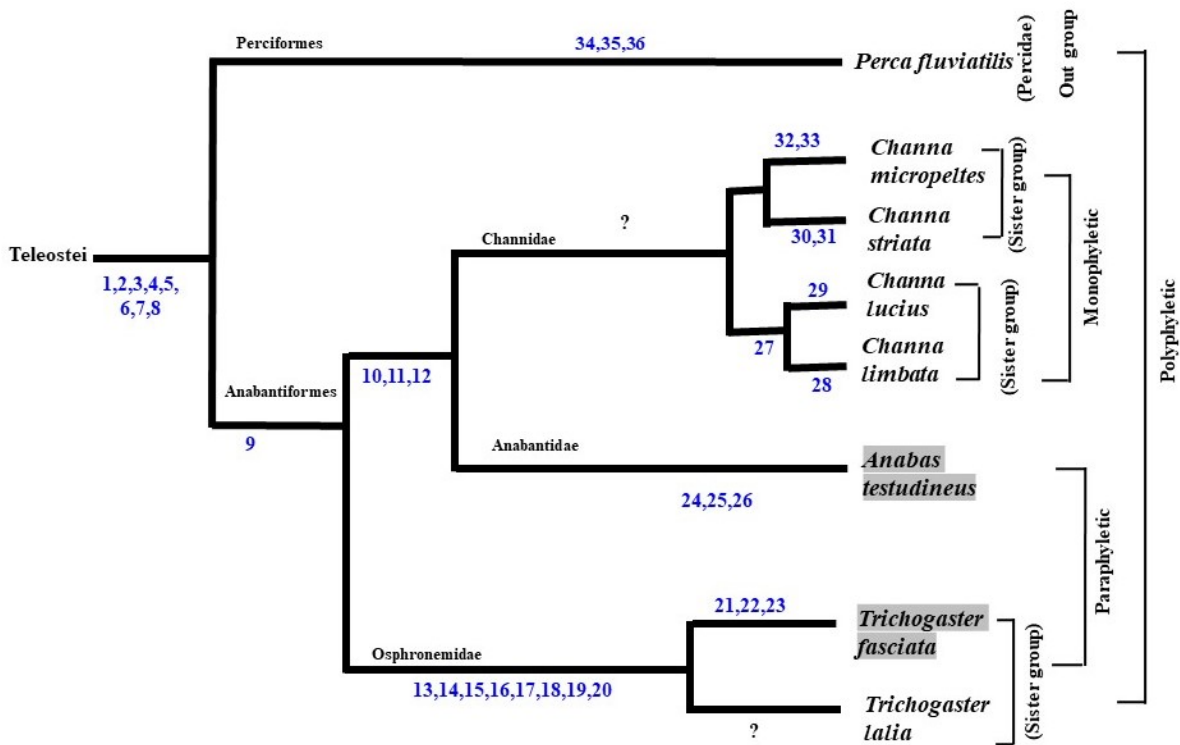 Perciformes
34,35,36
Perca fluviatilis
(Percidae)
Out group
32,33
Channa
micropeltes
(Sister group)
?
Channidae
Channa
striata
30,31
Teleostei
1,2,3,4,5,
6,7,8
29
Channa
lucius
27
Channa
limbata
28
(Sister group)
Monophyletic
Polyphyletic
10,11,12
Anabantiformes
9
Anabantidae
Anabas
testudineus
24,25,26
Paraphyletic
21,22,23
Trichogaster
fasciata
Osphronemidae
13,14,15,16,17,18,19,20
Trichogaster
lalia
?
(Sister group)